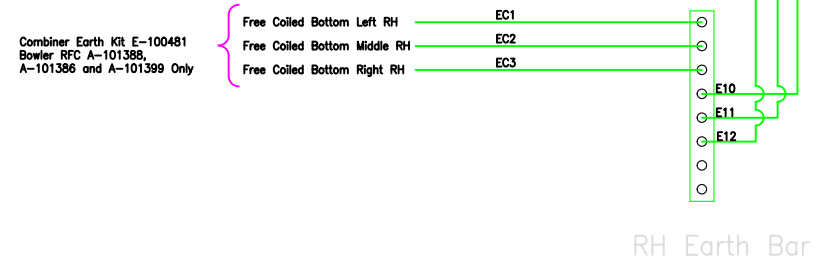 Combiner Earth Kit E-100481
Bowler RFC A-101388,
A-101386 and A-101399 Only
Free Coiled Bottom Left RH
EC1
Free Coiled Bottom Middle RH
EC2
Free Coiled Bottom Right RH
EC3
E10
E11
E12
RH Earth Bar